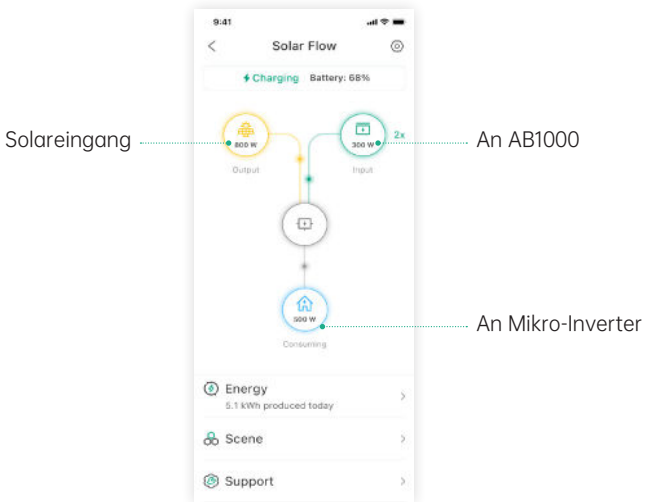 9:41
Solar Flow
Charging Battery: 68%
Solareingang
800 W
300 W
2x
An AB1000
Output
Input
500 W
An Mikro-Inverter
Consuming
Energy
5.1 kWh produced today
Scene
Support